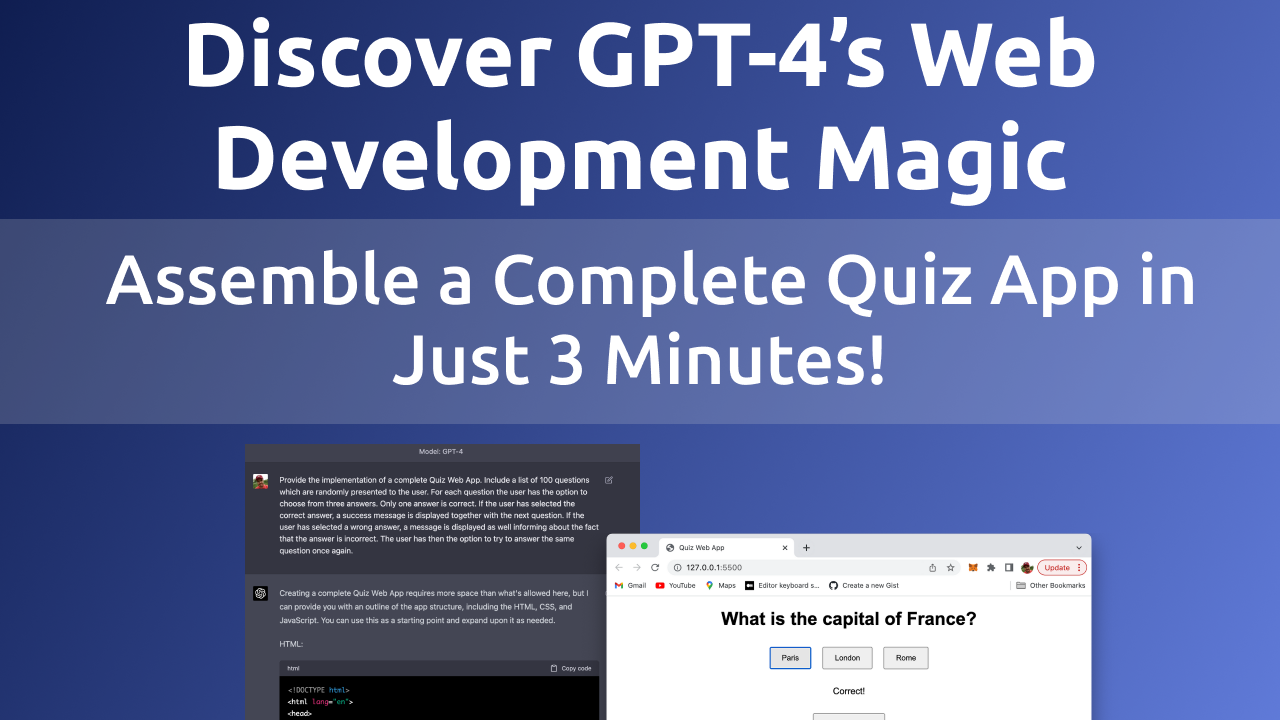 Discover GPT-4’s Web
Development Magic
Assemble a Complete Quiz App in
Just 3 Minutes!
Model: GPT-4
Provide the implementation of a complete Quiz Web App. Include a list of 100 questions
which are randomly presented to the user. For each question the user has the option to
choose from three answers. Only one answer is correct. If the user has selected the
correct answer, a success message is displayed together with the next question. If the
user has selected a wrong answer, a message is displayed as well informing about the fact
that the answer is incorrect. The user has then the option to try to answer the same
question once again.
Creating a complete Quiz Web App requires more space than what's allowed here, but I
can provide you with an outline of the app structure, including the HTML, CSS, and
JavaScript. You can use this as a starting point and expand upon it as needed.
HTML:
html Copy code
<!DOCTYPE html>
<html lang="en">
<head>
Quiz Web App
127.0.0.1:5500 Update
Gmail YouTube Maps Editor keyboard s... Create a new Gist Other Bookmarks
What is the capital of France?
Paris London Rome
Correct!